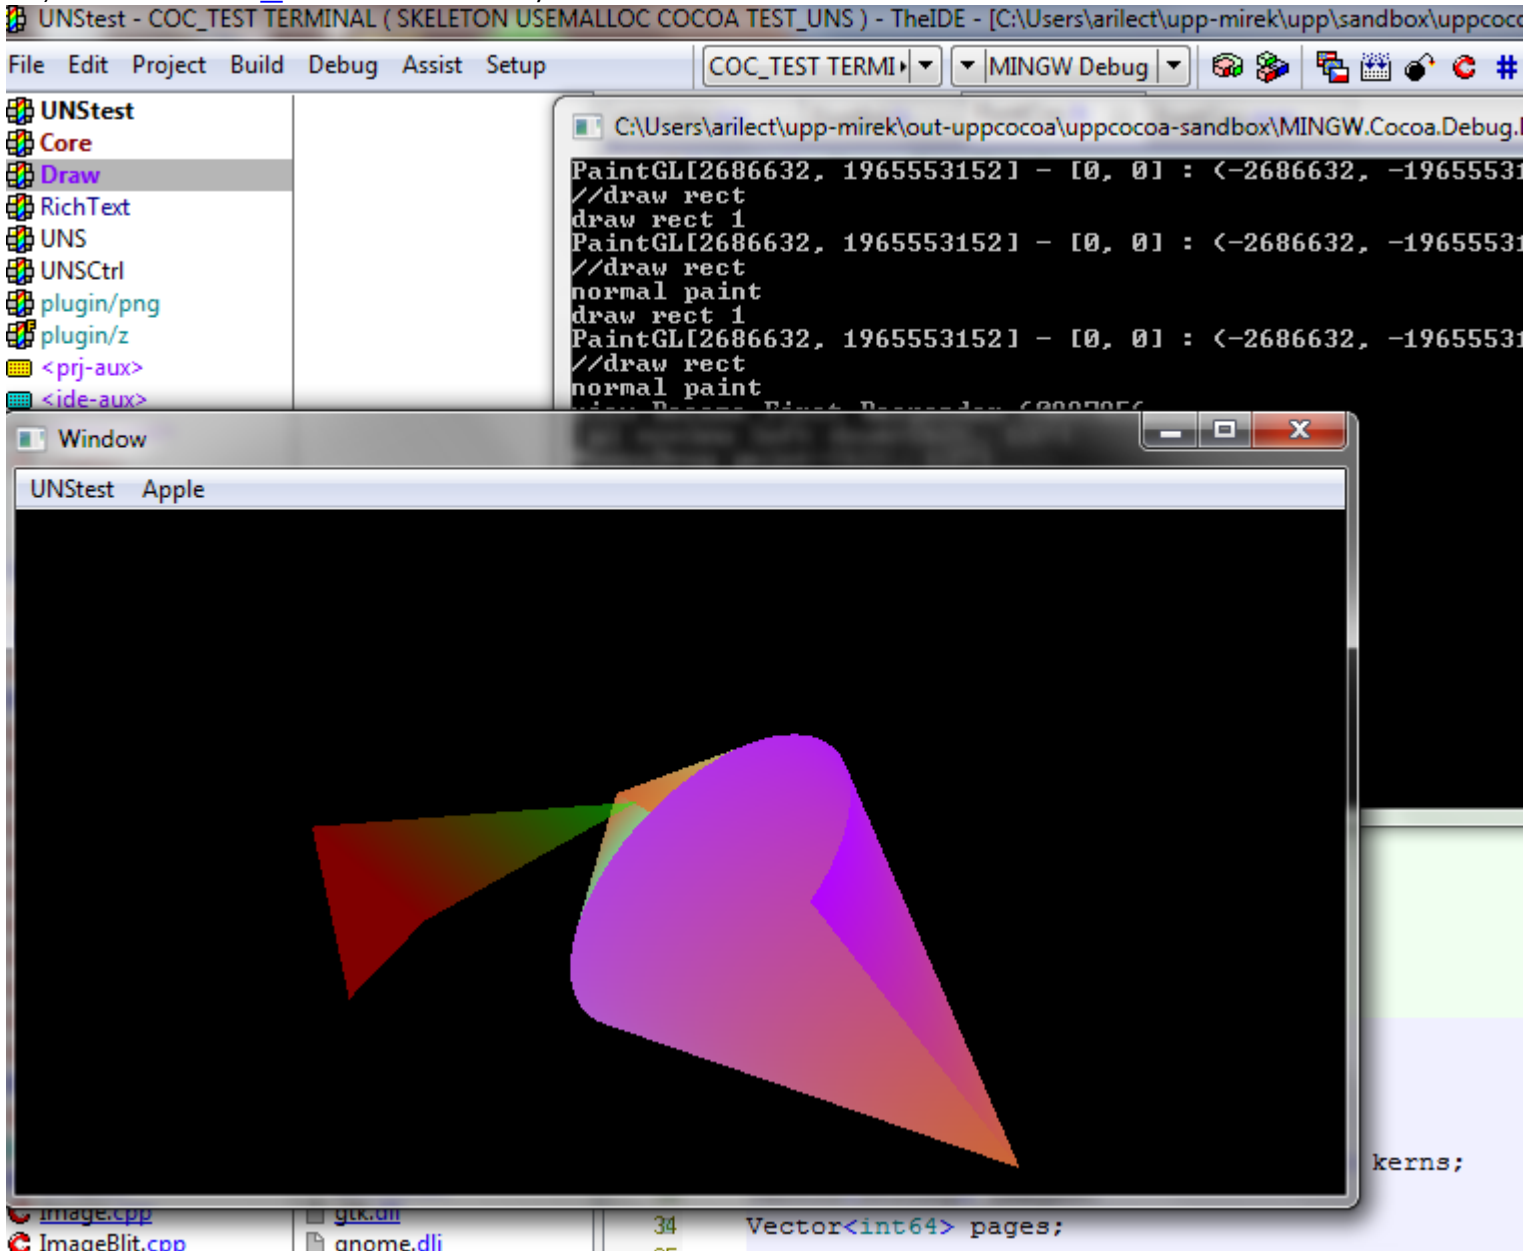 UNStest - COC_TEST TERMINAL ( SKELETON USEMALLOC COCOA TEST_UNS ) - TheIDE - [C:\Users\arilect\upp-mirek\upp\sandbox\uppcoco
File Edit Project Build Debug Assist Setup
COC_TEST TERMI
MINGW Debug
UNStest
Core
Draw
RichText
UNS
UNSCtrl
plugin/png
plugin/z
<prj-aux>
<ide-aux>
C:\Users\arilect\upp-mirek\out-uppcocoa\uppcocoa-sandbox\MINGW.Cocoa.Debug.
PaintGL[2686632, 1965553152] - [0, 0] : (-2686632, -19655531
//draw rect
draw rect 1
PaintGL[2686632, 1965553152] - [0, 0] : (-2686632, -19655531
//draw rect
normal paint
draw rect 1
PaintGL[2686632, 1965553152] - [0, 0] : (-2686632, -19655531
//draw rect
normal paint
Window
UNStest Apple
kerns;
Image.cpp
gtk.dli
34 Vector<int64> pages;
ImageBlit.cpp
gnome.dli